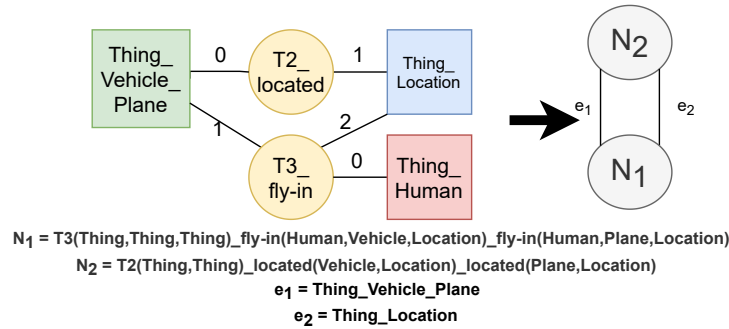 Thing_
Vehicle_
Plane
0
T2_
located
1
Thing_
Location
1
2
T3_
fly-in
0
Thing_
Human
N2
e1
e2
N1
N1 = T3(Thing,Thing,Thing)_fly-in(Human,Vehicle,Location)_fly-in(Human,Plane,Location)
N2 = T2(Thing,Thing)_located(Vehicle,Location)_located(Plane,Location)
e1 = Thing_Vehicle_Plane
e2 = Thing_Location